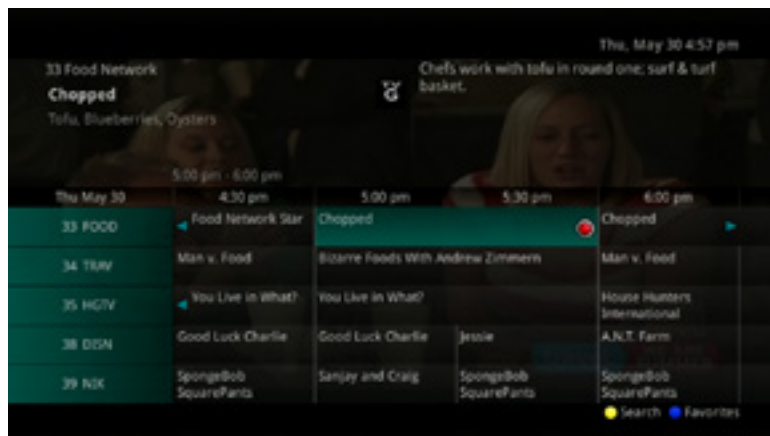 Thu, May 30 4:57 pm
33 Food Network
Chopped
Tofu, Blueberries, Oysters
5:00 pm - 6:00 pm
TV G
Chefs work with tofu in round one; surf & turf
basket.
Thu May 30 4:30 pm 5:00 pm 5:30 pm 6:00 pm
33 FOOD Food Network Star Chopped Chopped
34 TRAV Man v. Food Bizarre Foods With Andrew Zimmern Man v. Food
35 HGTV You Live in What? You Live in What? House Hunters
International
38 DISN Good Luck Charlie Good Luck Charlie Jessie A.N.T. Farm
39 NIK SpongeBob Sanjay and Craig SpongeBob SpongeBob
SquarePants SquarePants SquarePants
Search Favorites